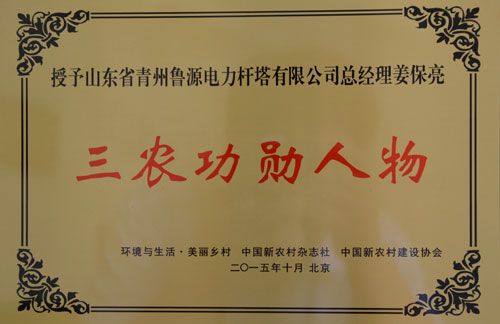 授予山东省青州鲁源电力杆塔有限公司总经理姜保亮
三农功勋人物
环境与生活·美丽乡村 中国新农村杂志社 中国新农村建设协会
二〇一五年十月 北京